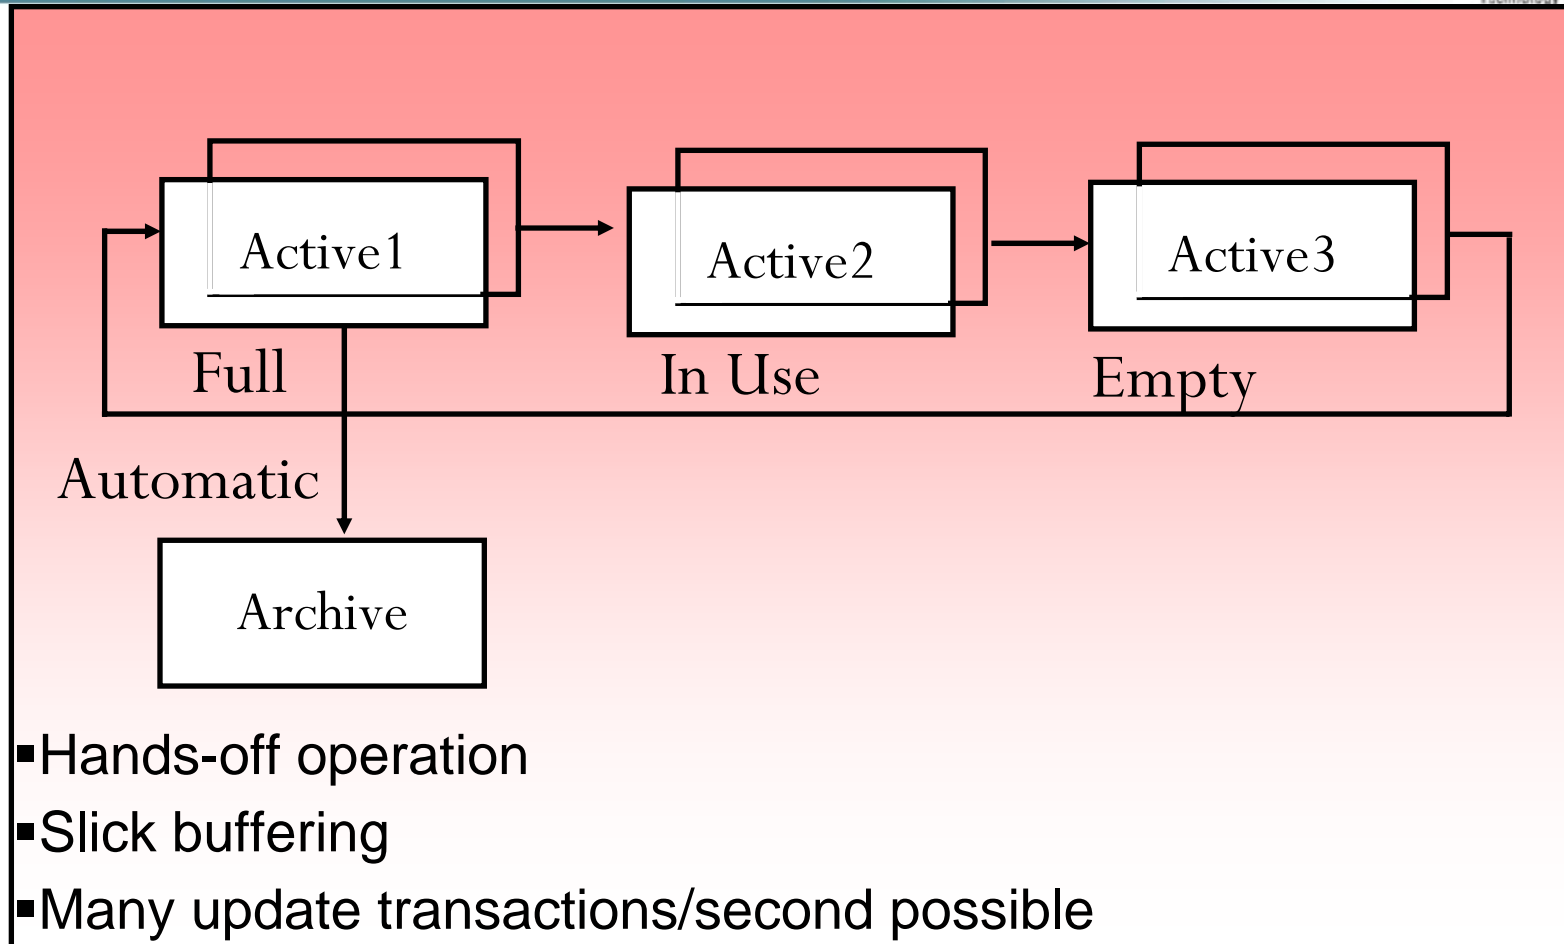 Active1
Active2
Active3
Full
In Use
Empty
Automatic
Archive
▪Hands-off operation
▪Slick buffering
▪Many update transactions/second possible